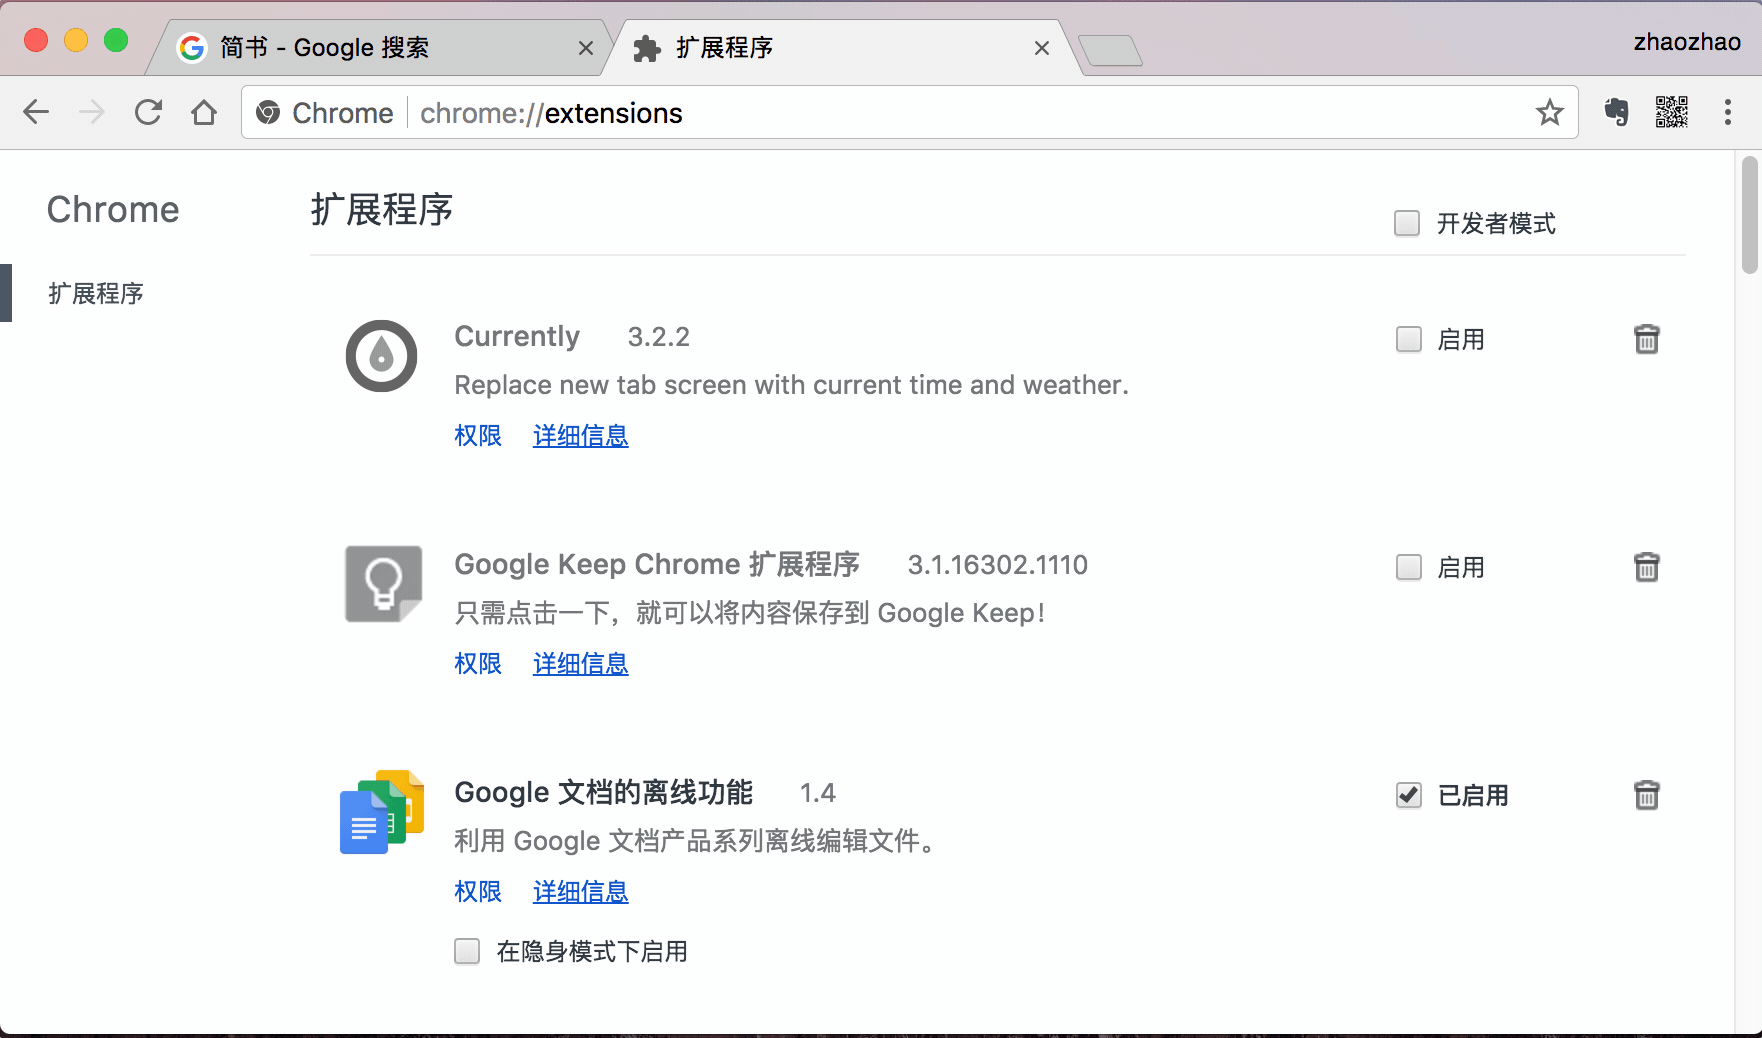 简书 - Google 搜索
扩展程序
zhaozhao
Chrome chrome://extensions
Chrome
扩展程序
开发者模式
扩展程序
Currently 3.2.2
启用
Replace new tab screen with current time and weather.
权限 详细信息
Google Keep Chrome 扩展程序 3.1.16302.1110
启用
只需点击一下，就可以将内容保存到 Google Keep！
权限 详细信息
Google 文档的离线功能 1.4
已启用
利用 Google 文档产品系列离线编辑文件。
权限 详细信息
在隐身模式下启用